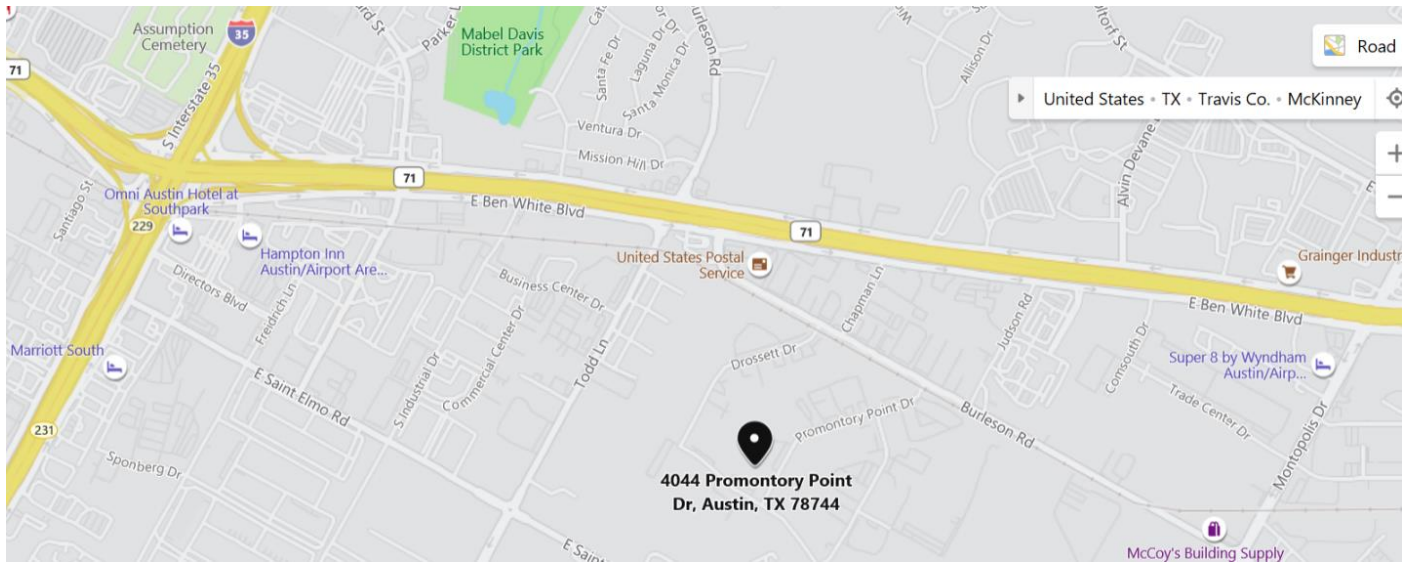 Assumption
Cemetery
35
71
S Interstate 35
Parker L
Mabel Davis
District Park
Santa Fe Dr
Laguna Dr
Santa Monica Dr
Burleson Rd
Ventura Dr
Mission Hill Dr
Allison Dr
Road
United States • TX • Travis Co. • McKinney
+
−
Alvin Devane
71
E Ben White Blvd
71
Santiago St
Omni Austin Hotel at
Southpark
229
Hampton Inn
Austin/Airport Are...
Directors Blvd
Freidrich Ln
Business Center Dr
United States Postal
Service
Chapman Ln
Judson Rd
Grainger Industr
E Ben White Blvd
Marriott South
E Saint Elmo Rd
S Industrial Dr
Commercial Center Dr
Todd Ln
Drossett Dr
Comsouth Dr
Super 8 by Wyndham
Austin/Airp...
Trade Center Dr
Montopolis Dr
231
Sponberg Dr
Promontory Point Dr
Burleson Rd
4044 Promontory Point
Dr, Austin, TX 78744
E Saint
McCoy's Building Supply